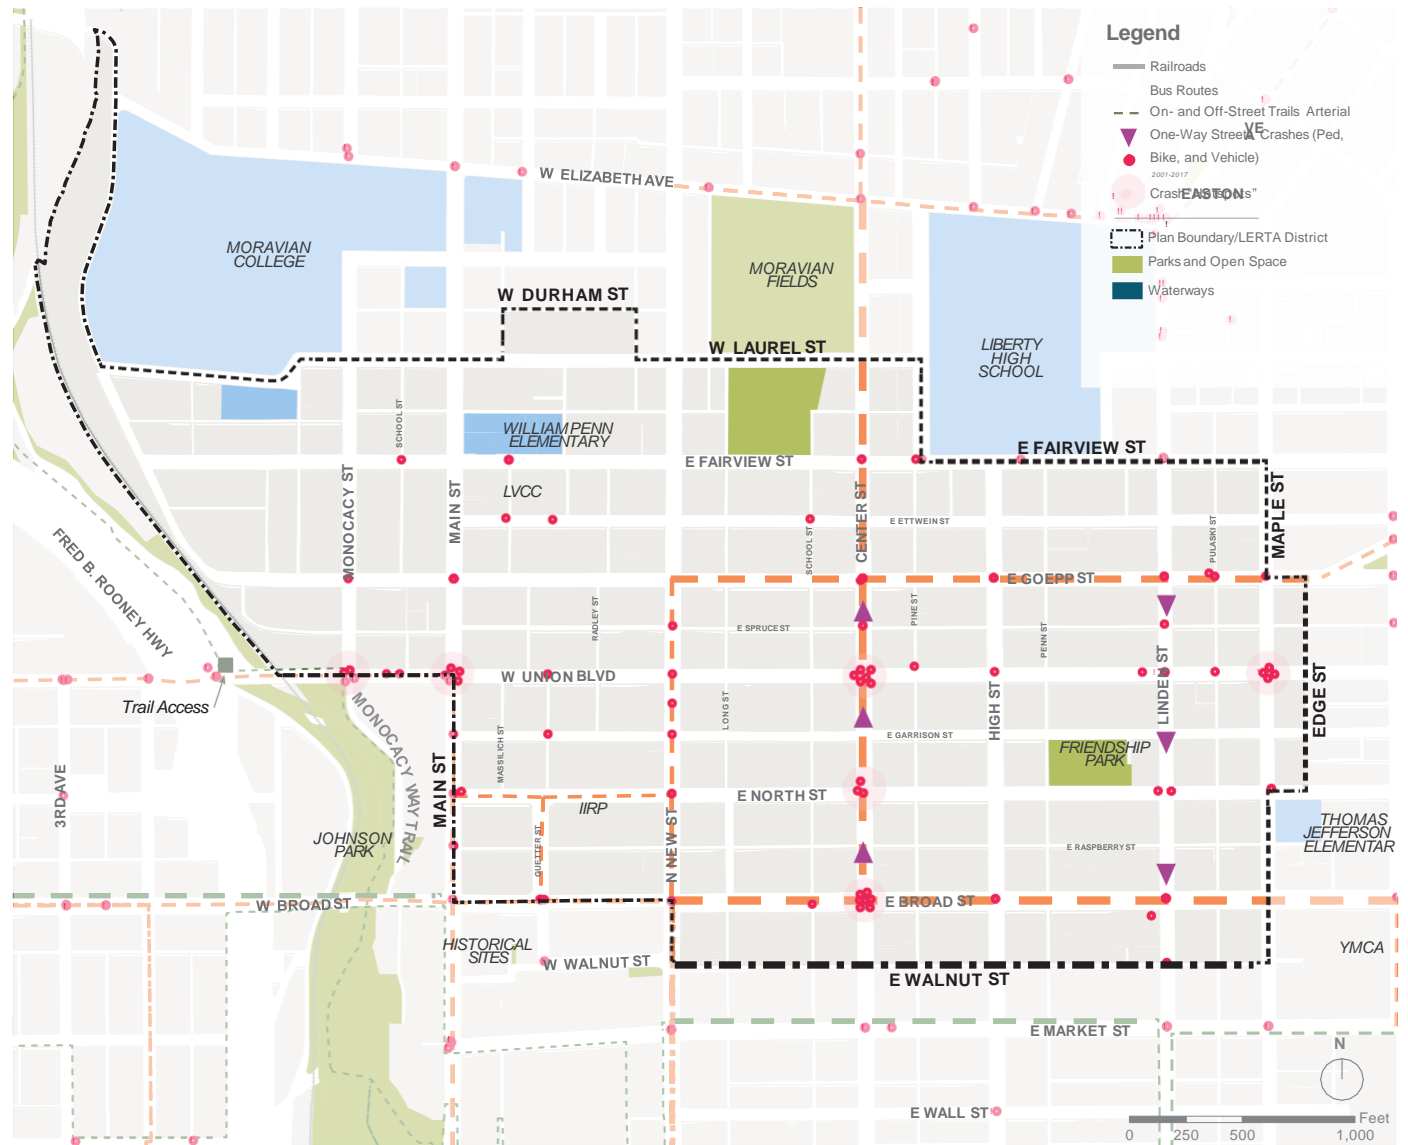 Legend
Railroads
Bus Routes
On- and Off-Street Trails Arterial
VE
One-Way Streets Crashes (Ped,
Bike, and Vehicle)
2001-2017
Crash "Hotspots"
EASTON
Plan Boundary/LERTA District
Parks and Open Space
Waterways
W ELIZABETH AVE
MORAVIAN
COLLEGE
MORAVIAN
FIELDS
W DURHAM ST
W LAUREL ST
LIBERTY
HIGH
SCHOOL
SCHOOL ST
WILLIAM PENN
ELEMENTARY
E FAIRVIEW ST
E FAIRVIEW ST
MONOCACY ST
MAIN ST
LVCC
CENTER ST
MAPLE ST
E ETTWEIN ST
SCHOOL ST
PULASKI ST
FRED B. ROONEY HWY
E GOEPP ST
RADLEY ST
E SPRUCE ST
PINE ST
PENN ST
W UNION BLVD
LINDEN ST
Trail Access
MONOCACY WAY TRAIL
LONG ST
HIGH ST
EDGE ST
MASSILICH ST
E GARRISON ST
FRIENDSHIP
PARK
3RD AVE
MAIN ST
E NORTH ST
IIRP
JOHNSON
PARK
GUETTER ST
N NEW ST
E RASPBERRY ST
THOMAS
JEFFERSON
ELEMENTAR
W BROAD ST
E BROAD ST
HISTORICAL
SITES
W WALNUT ST
YMCA
E WALNUT ST
E MARKET ST
N
E WALL ST
Feet
0 250 500 1,000